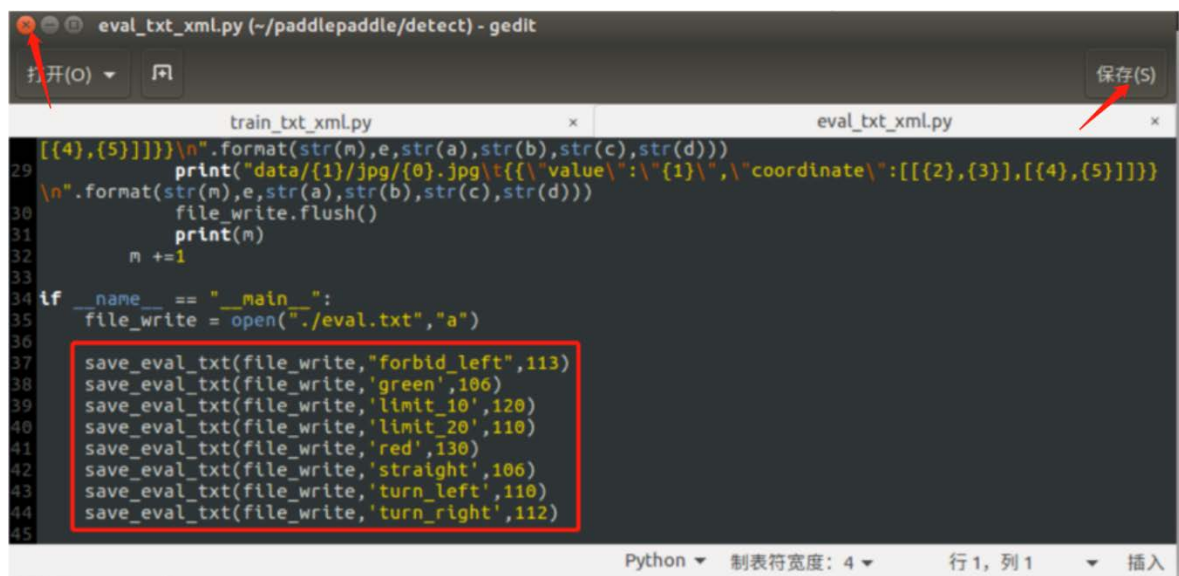 eval_txt_xml.py (~/paddlepaddle/detect) - gedit
打开(O)
保存(S)
train_txt_xml.py × eval_txt_xml.py ×
[{4},{5}]]}}\n".format(str(m),e,str(a),str(b),str(c),str(d)))
29 print("data/{1}/jpg/{0}.jpg\t{{\"value\":\"{1}\",\"coordinate\":[[{2},{3}],[{4},{5}]]}}
\n".format(str(m),e,str(a),str(b),str(c),str(d)))
30 file_write.flush()
31 print(m)
32 m +=1
33
34 if __name__ == "__main__":
35 file_write = open("./eval.txt","a")
36
37 save_eval_txt(file_write,"forbid_left",113)
38 save_eval_txt(file_write,'green',106)
39 save_eval_txt(file_write,'limit_10',120)
40 save_eval_txt(file_write,'limit_20',110)
41 save_eval_txt(file_write,'red',130)
42 save_eval_txt(file_write,'straight',106)
43 save_eval_txt(file_write,'turn_left',110)
44 save_eval_txt(file_write,'turn_right',112)
45
Python 制表符宽度：4 行 1，列 1 插入